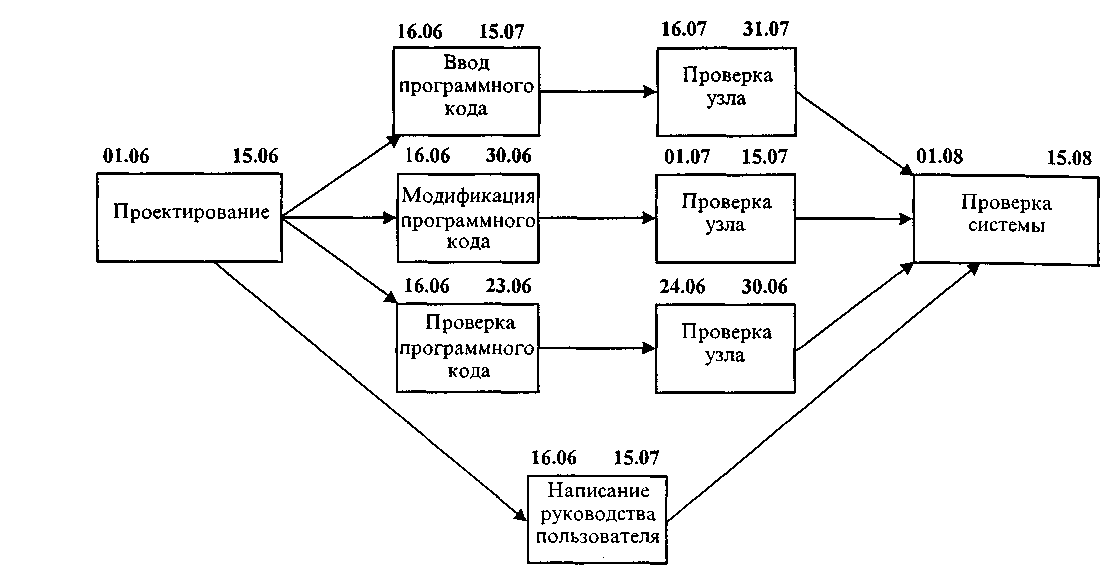 16.06 15.07
Ввод
программного
кода
16.07 31.07
Проверка
узла
01.06 15.06
Проектирование
16.06 30.06
Модификация
программного
кода
01.07 15.07
Проверка
узла
01.08 15.08
Проверка
системы
16.06 23.06
Проверка
программного
кода
24.06 30.06
Проверка
узла
16.06 15.07
Написание
руководства
пользователя